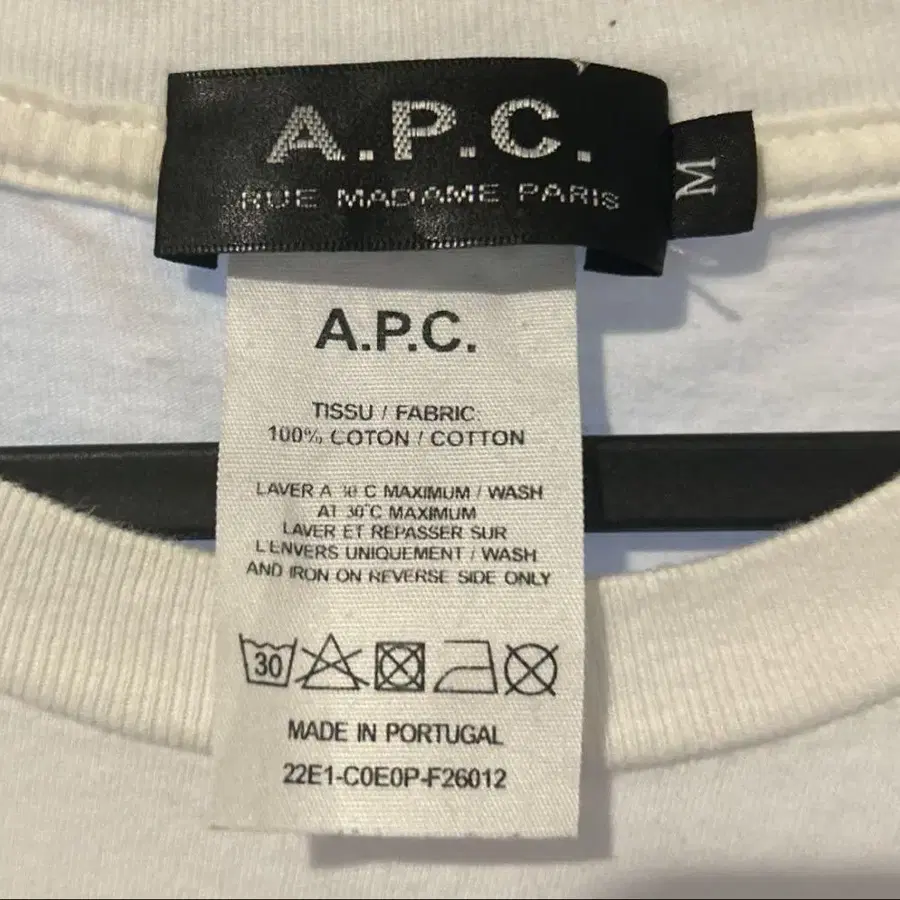 A.P.C.
RUE MADAME PARIS
M
A.P.C.
TISSU / FABRIC:
100% COTON / COTTON
LAVER A 30 C MAXIMUM / WASH
AT 30°C MAXIMUM
LAVER ET REPASSER SUR
L'ENVERS UNIQUEMENT / WASH
AND IRON ON REVERSE SIDE ONLY
30
MADE IN PORTUGAL
22E1-C0E0P-F26012